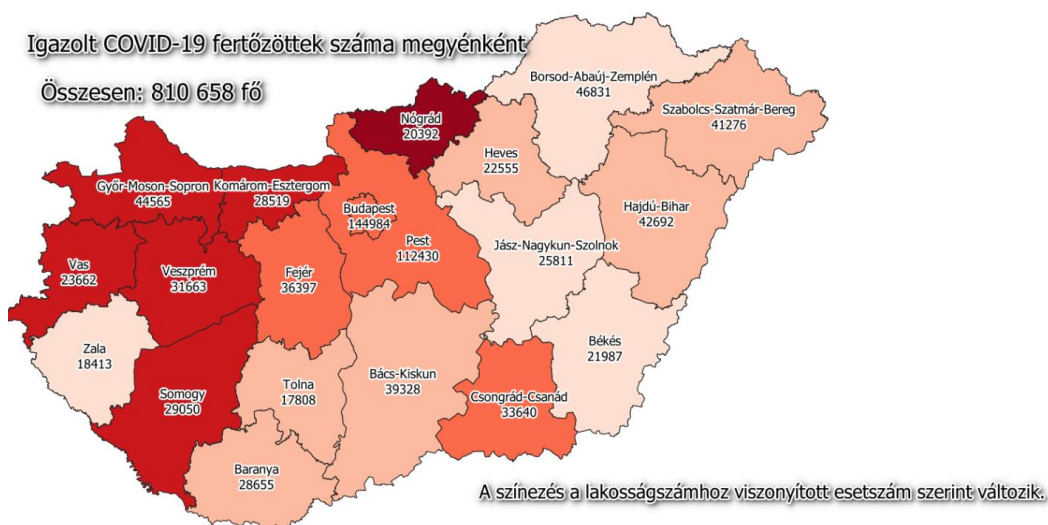 Igazolt COVID-19 fertőzöttek száma megyénként
Összesen: 810 658 fő
Borsod-Abaúj-Zemplén
46831
Szabolcs-Szatmár-Bereg
41276
Nógrád
20392
Heves
22555
Győr-Moson-Sopron
44565
Komárom-Esztergom
28519
Budapest
144984
Hajdú-Bihar
42692
Pest
112430
Jász-Nagykun-Szolnok
25811
Vas
23662
Veszprém
31663
Fejér
36397
Zala
18413
Békés
21987
Somogy
29050
Tolna
17808
Bács-Kiskun
39328
Csongrád-Csanád
33640
Baranya
28655
A színezés a lakosságszámhoz viszonyított esetszám szerint változik.